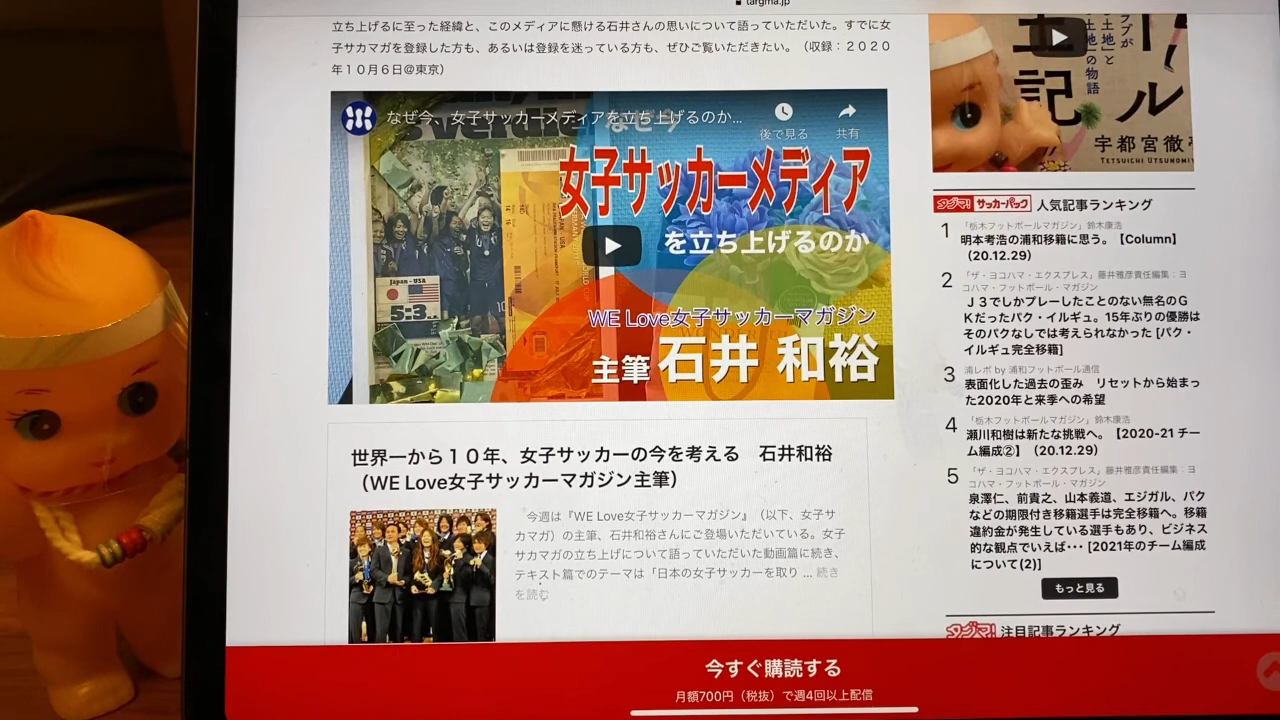 targma.jp
立ち上げるに至った経緯と、このメディアに懸ける石井さんの思いについて語っていただいた。すでに女
子サカマガを登録した方も、あるいは登録を迷っている方も、ぜひご覧いただきたい。（収録：２０２０
年１０月６日＠東京）
なぜ今、女子サッカーメディアを立ち上げるのか...
後で見る
共有
なぜ今
女子サッカーメディア
を立ち上げるのか
Japan - USA
5:3
WE Love女子サッカーマガジン
主筆 石井 和裕
世界一から１０年、女子サッカーの今を考える　石井和裕
（WE Love女子サッカーマガジン主筆）
今週は『WE Love女子サッカーマガジン』（以下、女子サ
カマガ）の主筆、石井和裕さんにご登場いただいている。女子
サカマガの立ち上げについて語っていただいた動画篇に続き、
テキスト篇でのテーマは「日本の女子サッカーを取り ... 続き
を読む
ブが
土地」と
土地」の物語
記
ル
宇都宮徹
TETSUICHI UTSUNOMI
タグマ! サッカーパック 人気記事ランキング
1 「栃木フットボールマガジン」鈴木康浩
明本考浩の浦和移籍に思う。【Column】
（20.12.29）
2 「ザ・ヨコハマ・エクスプレス」藤井雅彦責任編集：ヨ
コハマ・フットボール・マガジン
Ｊ３でしかプレーしたことのない無名のＧ
Ｋだったパク・イルギュ。15年ぶりの優勝は
そのパクなしでは考えられなかった [パク・
イルギュ完全移籍]
3 浦レポ by 浦和フットボール通信
表面化した過去の歪み　リセットから始まっ
た2020年と来季への希望
4 「栃木フットボールマガジン」鈴木康浩
瀬川和樹は新たな挑戦へ。【2020-21 チー
ム編成②】（20.12.29）
5 「ザ・ヨコハマ・エクスプレス」藤井雅彦責任編集：ヨ
コハマ・フットボール・マガジン
泉澤仁、前貴之、山本義道、エジガル、パク
などの期限付き移籍選手は完全移籍へ。移籍
違約金が発生している選手もあり、ビジネス
的な観点でいえば･･･ [2021年のチーム編成
について(2)]
もっと見る
タグマ! 注目記事ランキング
今すぐ購読する
月額700円（税抜）で週4回以上配信